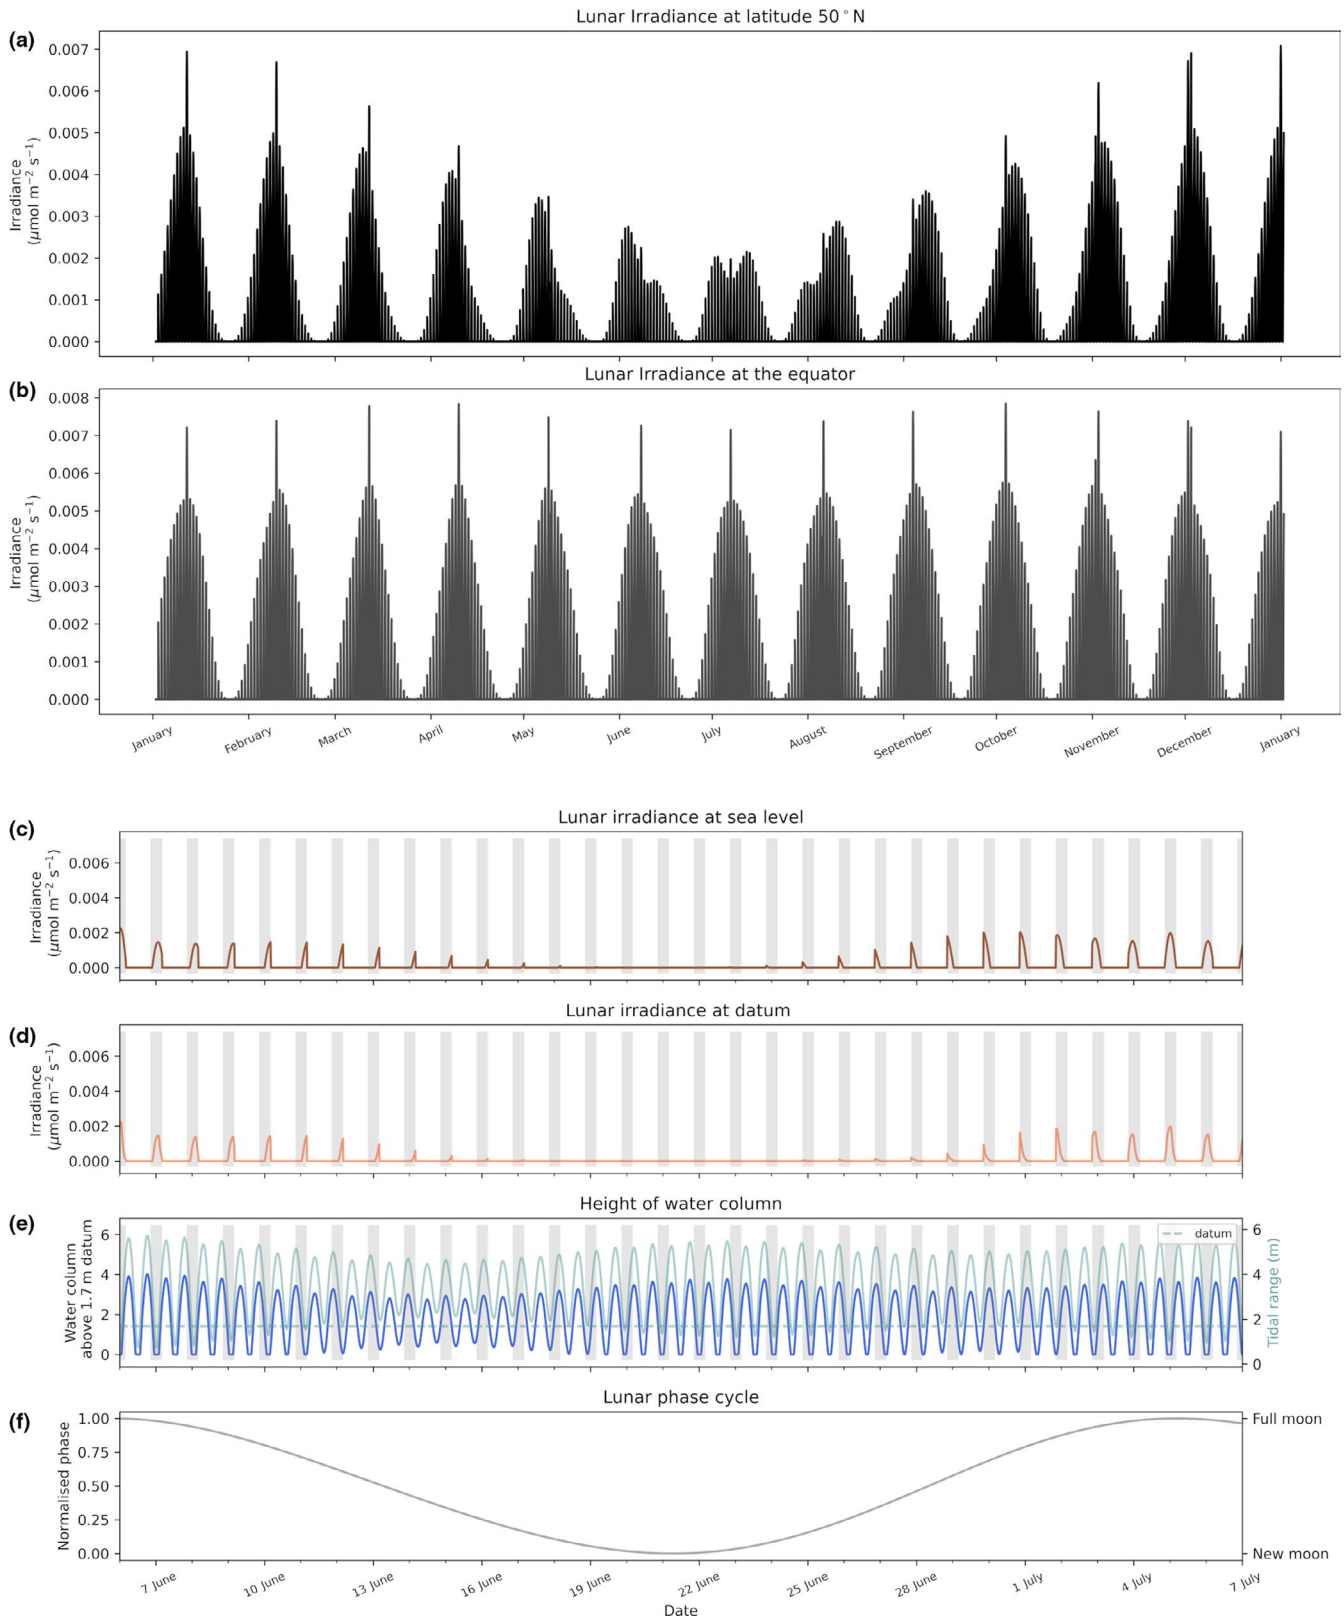 Lunar Irradiance at latitude 50°N
(a)
0.007
0.006
0.005
0.004
0.003
0.002
0.001
0.000
Irradiance
(μmol m⁻² s⁻¹)
Lunar Irradiance at the equator
(b)
0.008
0.007
0.006
0.005
0.004
0.003
0.002
0.001
0.000
Irradiance
(μmol m⁻² s⁻¹)
January February March April May June July August September October November December January
Lunar irradiance at sea level
(c)
0.006
0.004
0.002
0.000
Irradiance
(μmol m⁻² s⁻¹)
Lunar irradiance at datum
(d)
0.006
0.004
0.002
0.000
Irradiance
(μmol m⁻² s⁻¹)
Height of water column
(e)
6
4
2
0
Water column
above 1.7 m datum
datum
6
4
2
0
Tidal range (m)
Lunar phase cycle
(f)
1.00
0.75
0.50
0.25
0.00
Normalised phase
Full moon
New moon
7 June 10 June 13 June 16 June 19 June 22 June 25 June 28 June 1 July 4 July 7 July
Date